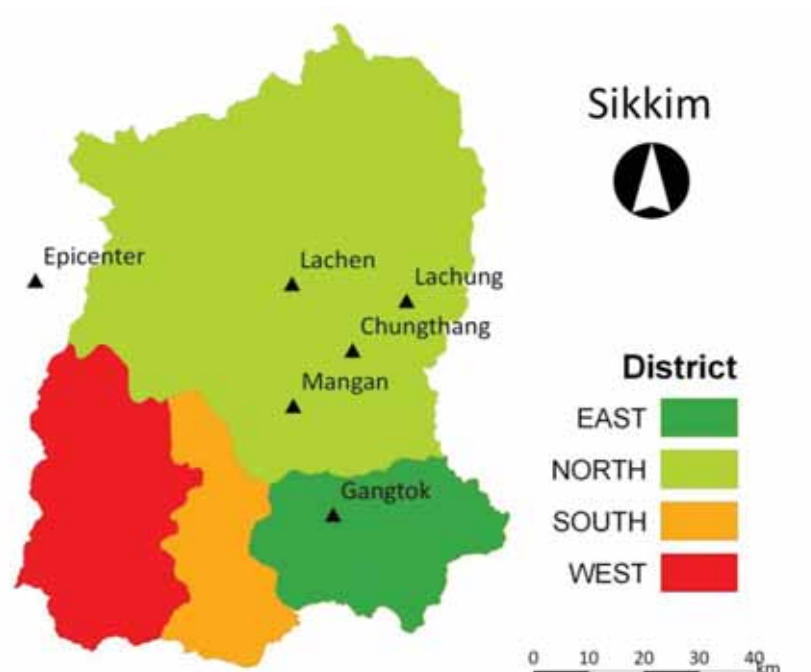 Sikkim
Epicenter
Lachen
Lachung
Chungthang
Mangan
Gangtok
District
EAST
NORTH
SOUTH
WEST
0 10 20 30 40
km